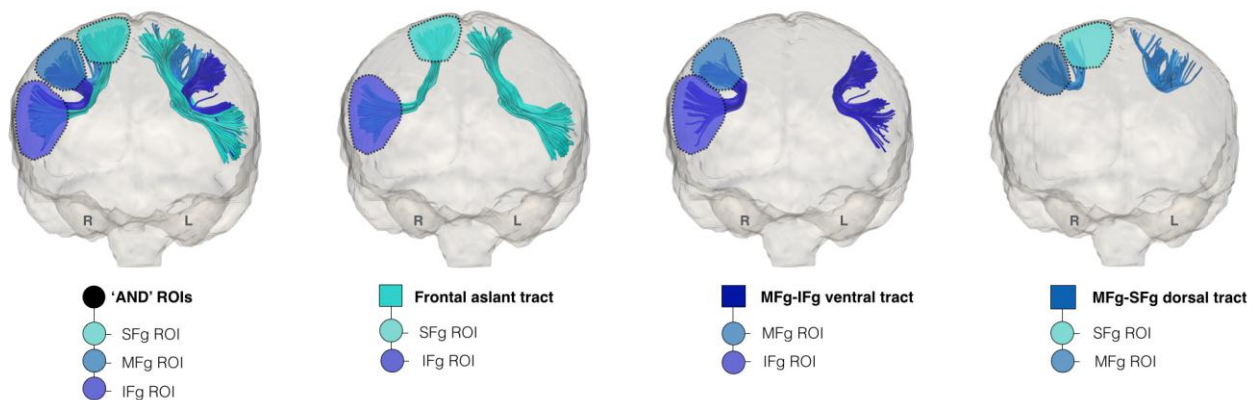 R L
R L
R L
R L
'AND' ROIs
SFg ROI
MFg ROI
IFg ROI
Frontal aslant tract
SFg ROI
IFg ROI
MFg-IFg ventral tract
MFg ROI
IFg ROI
MFg-SFg dorsal tract
SFg ROI
MFg ROI